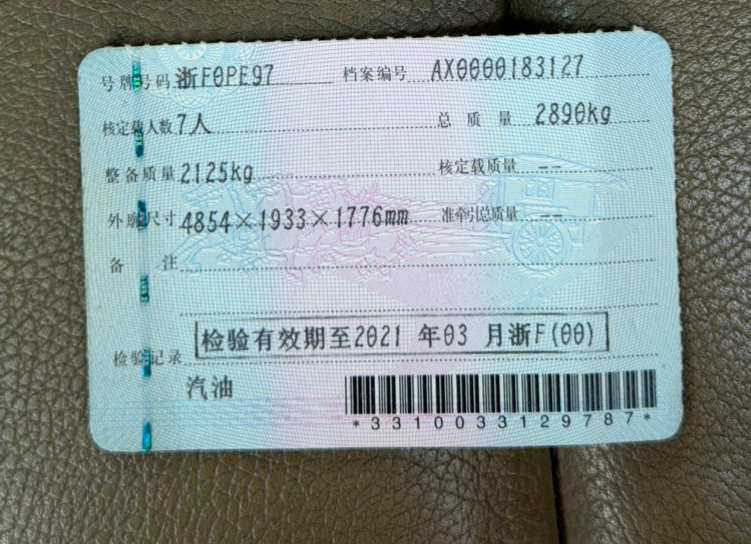 号牌号码 浙F0PE97 档案编号 AX0000183127
核定载人数 7人 总质量 2890kg
整备质量 2125kg 核定载质量 --
外廓尺寸 4854×1933×1776mm 准牵引总质量 --
备注
检验有效期至2021 年03 月浙F(00)
检验记录
汽油
*3310033129787*